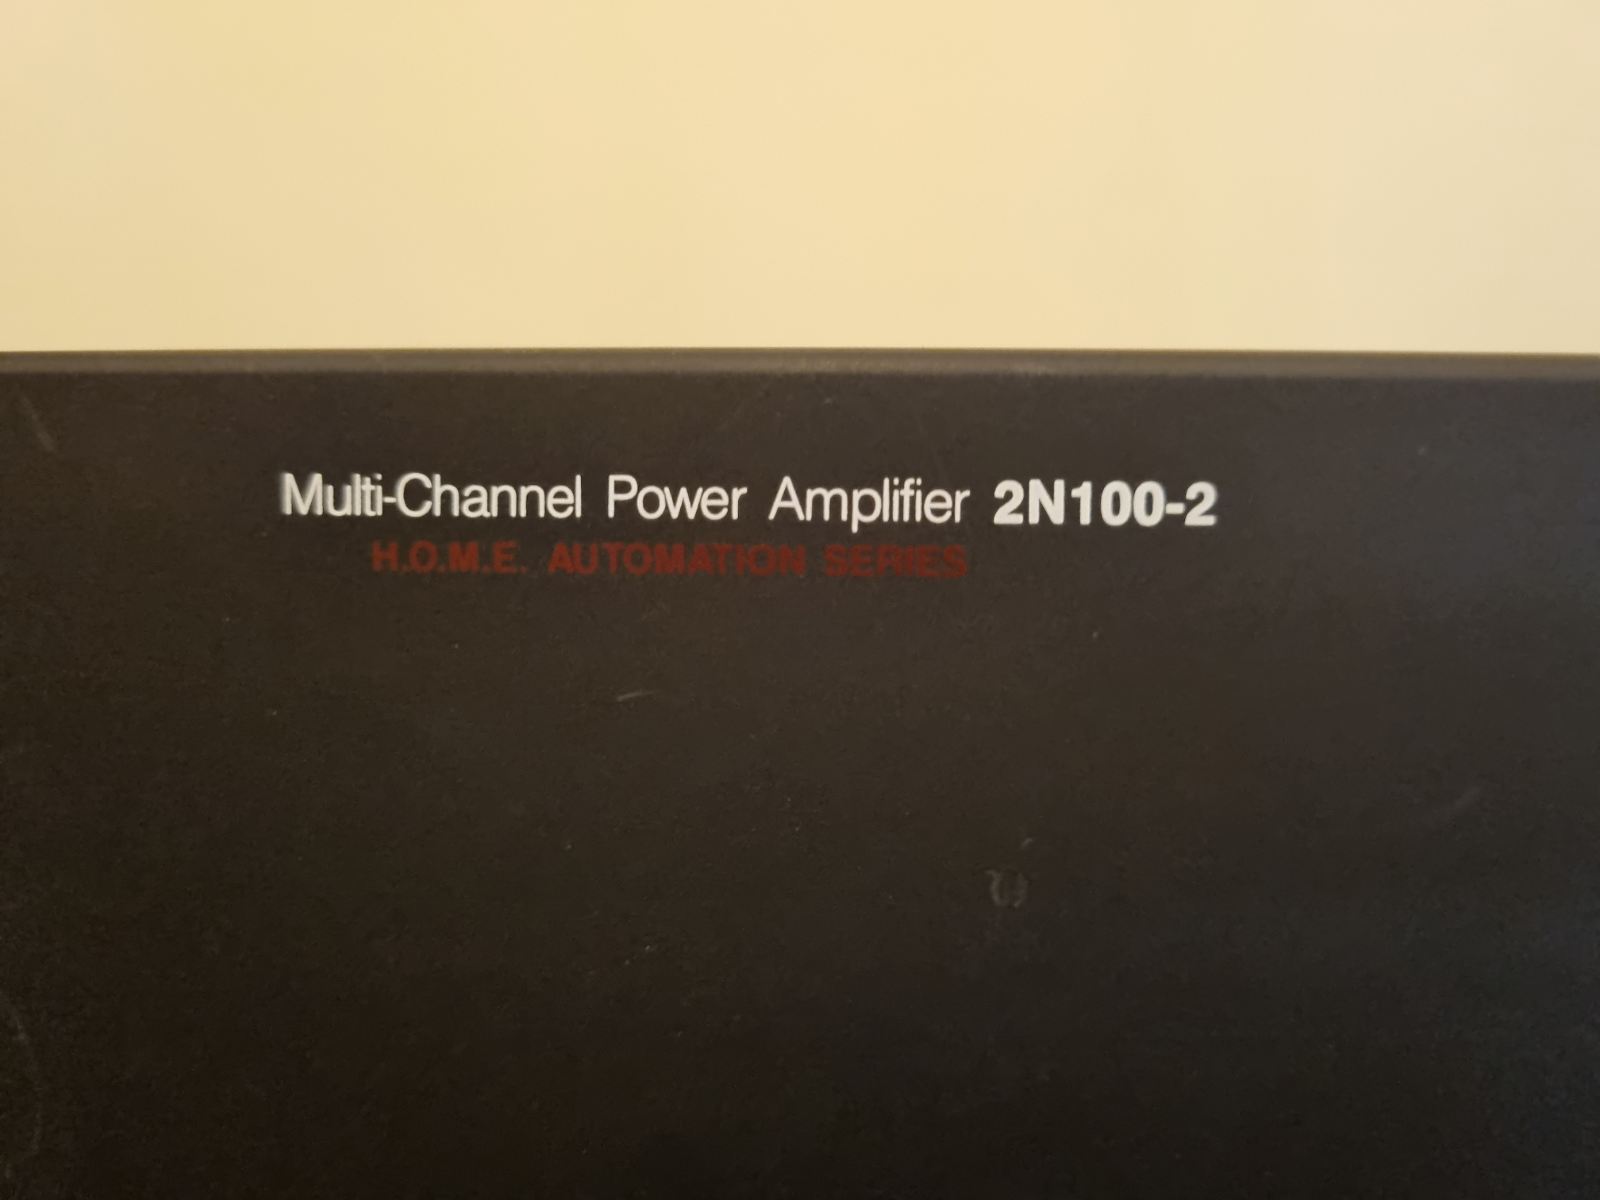 Multi-Channel Power Amplifier 2N100-2
H.O.M.E. AUTOMATION SERIES